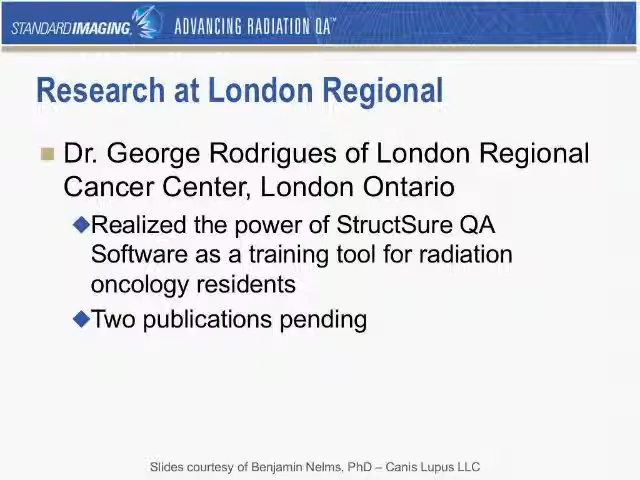 STANDARD IMAGING. ADVANCING RADIATION QA™
Research at London Regional
Dr. George Rodrigues of London Regional
Cancer Center, London Ontario
Realized the power of StructSure QA
Software as a training tool for radiation
oncology residents
Two publications pending
Slides courtesy of Benjamin Nelms, PhD – Canis Lupus LLC